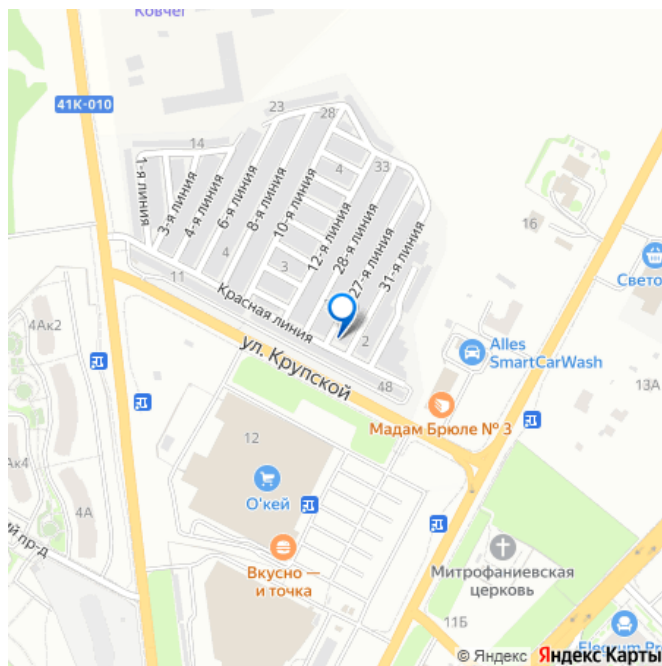 Ковчег
41К-010
23
28
14
33
4
1-я линия
3-я линия
4-я линия
6-я линия
8-я линия
10-я линия
12-я линия
28-я линия
27-я линия
31-я линия
16
4
3
11
Красная линия
2
48
ул. Крупской
4Ак2
Alles
SmartCarWash
13А
Мадам Брюле № 3
12
О'кей
4А
Вкусно —
и точка
Митрофаниевская
церковь
11Б
© Яндекс Яндекс Карты